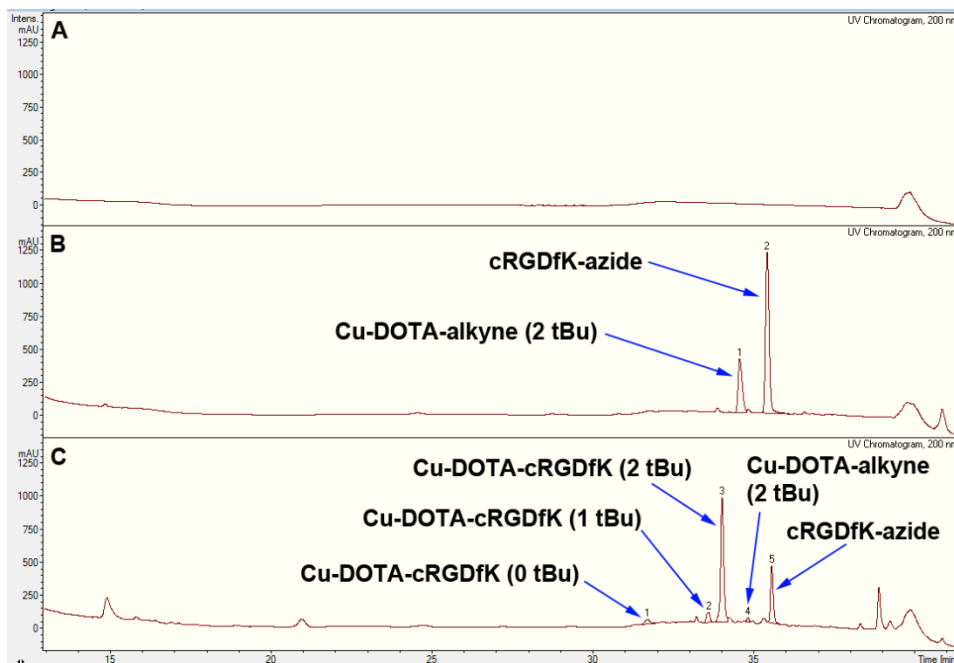 Intens.
mAU
A
UV Chromatogram, 200 nm
1250
1000
750
500
250
0
mAU
B
UV Chromatogram, 200 nm
1250
1000
750
500
250
0
cRGDfK-azide
2
Cu-DOTA-alkyne (2 tBu)
1
mAU
C
UV Chromatogram, 200 nm
1250
1000
750
500
250
0
Cu-DOTA-cRGDfK (2 tBu)
Cu-DOTA-alkyne
(2 tBu)
3
Cu-DOTA-cRGDfK (1 tBu)
cRGDfK-azide
Cu-DOTA-cRGDfK (0 tBu)
5
1
2
4
15
20
25
30
35
Time [min]